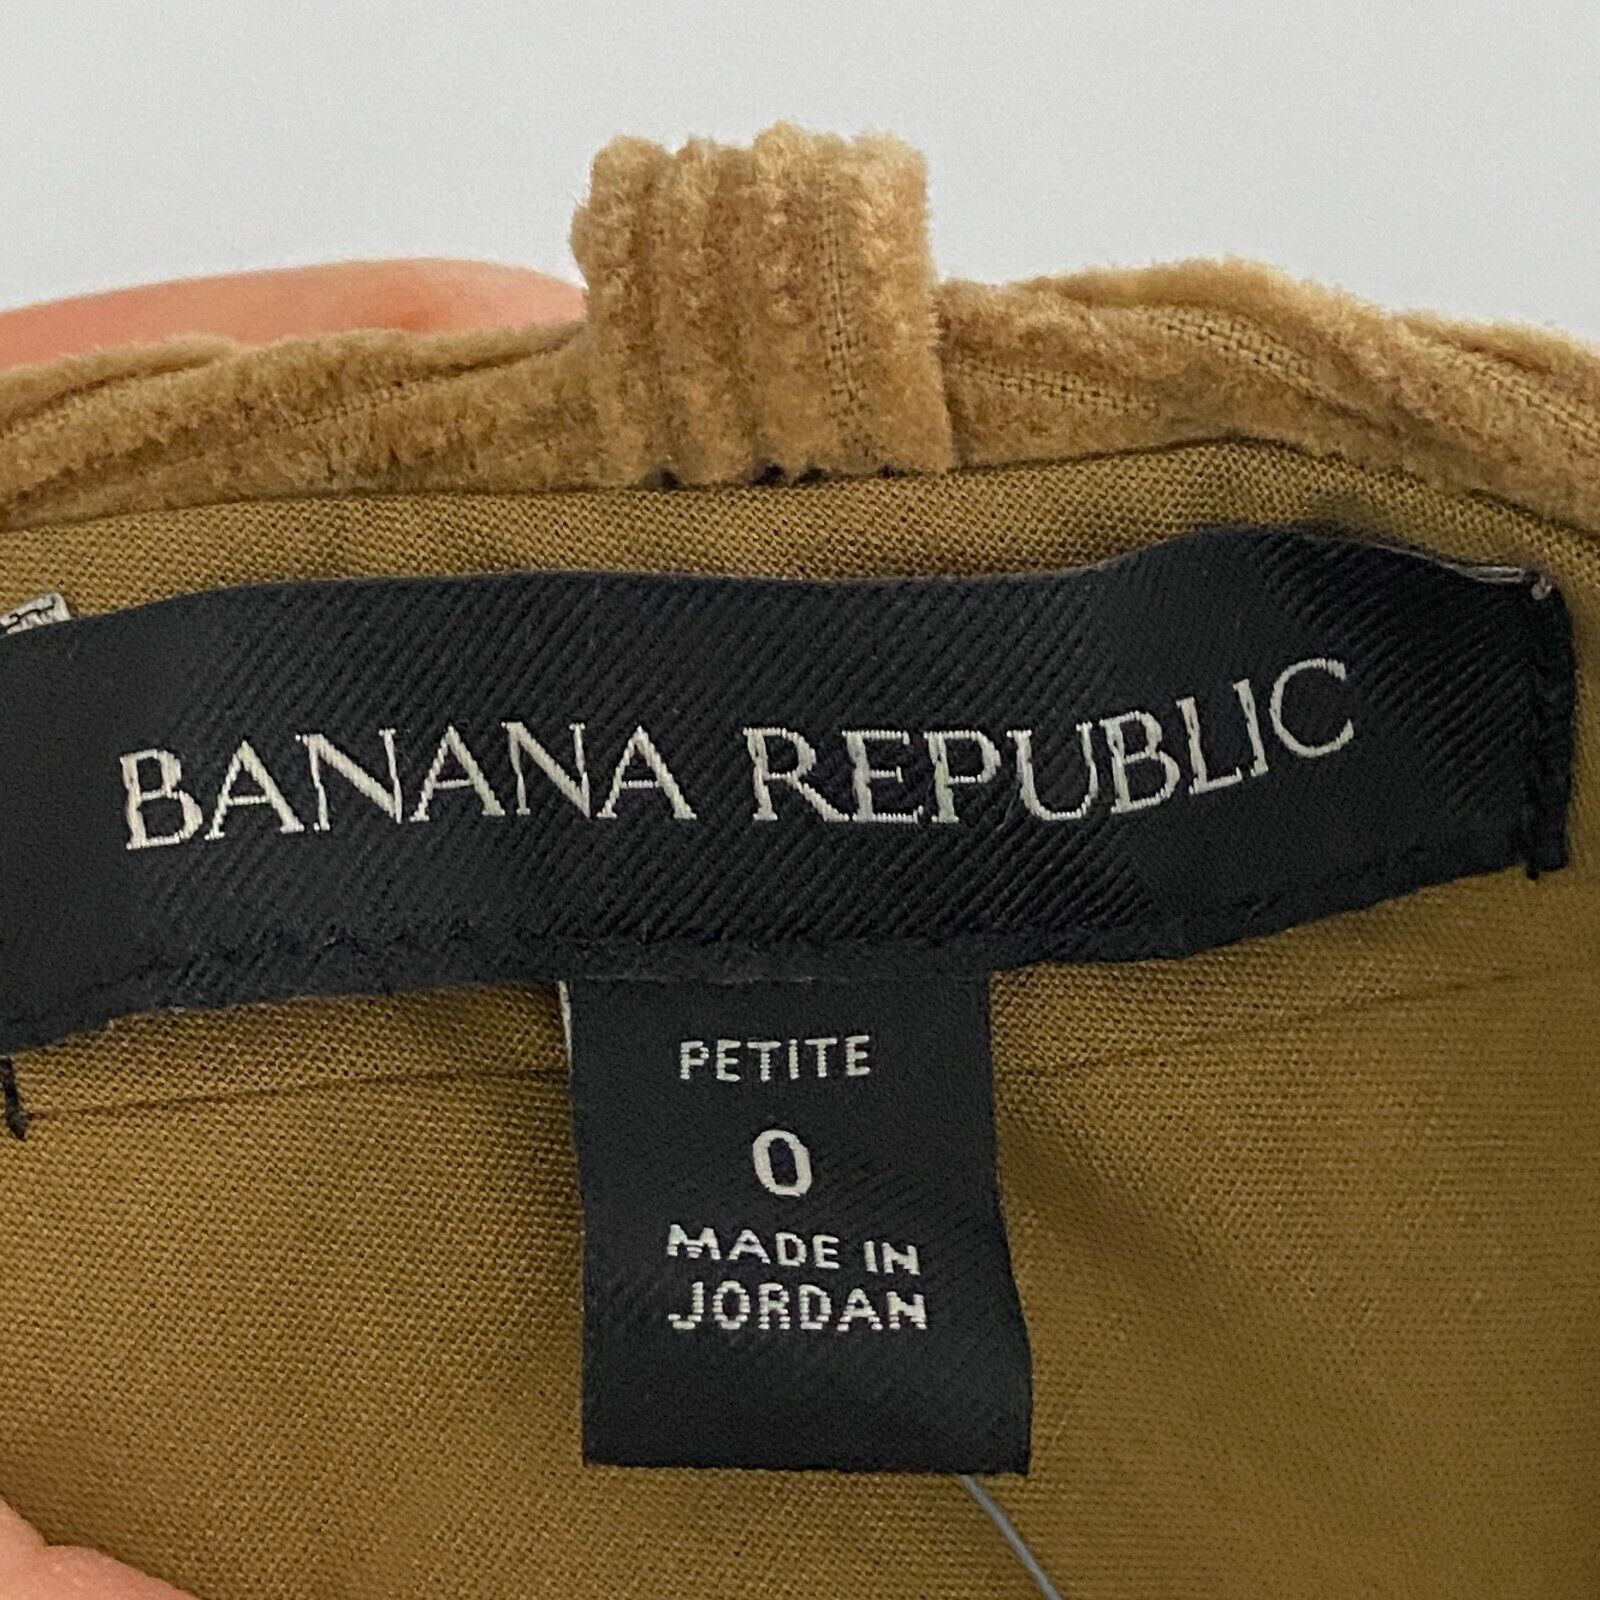 BANANA REPUBLIC
PETITE
0
MADE IN
JORDAN